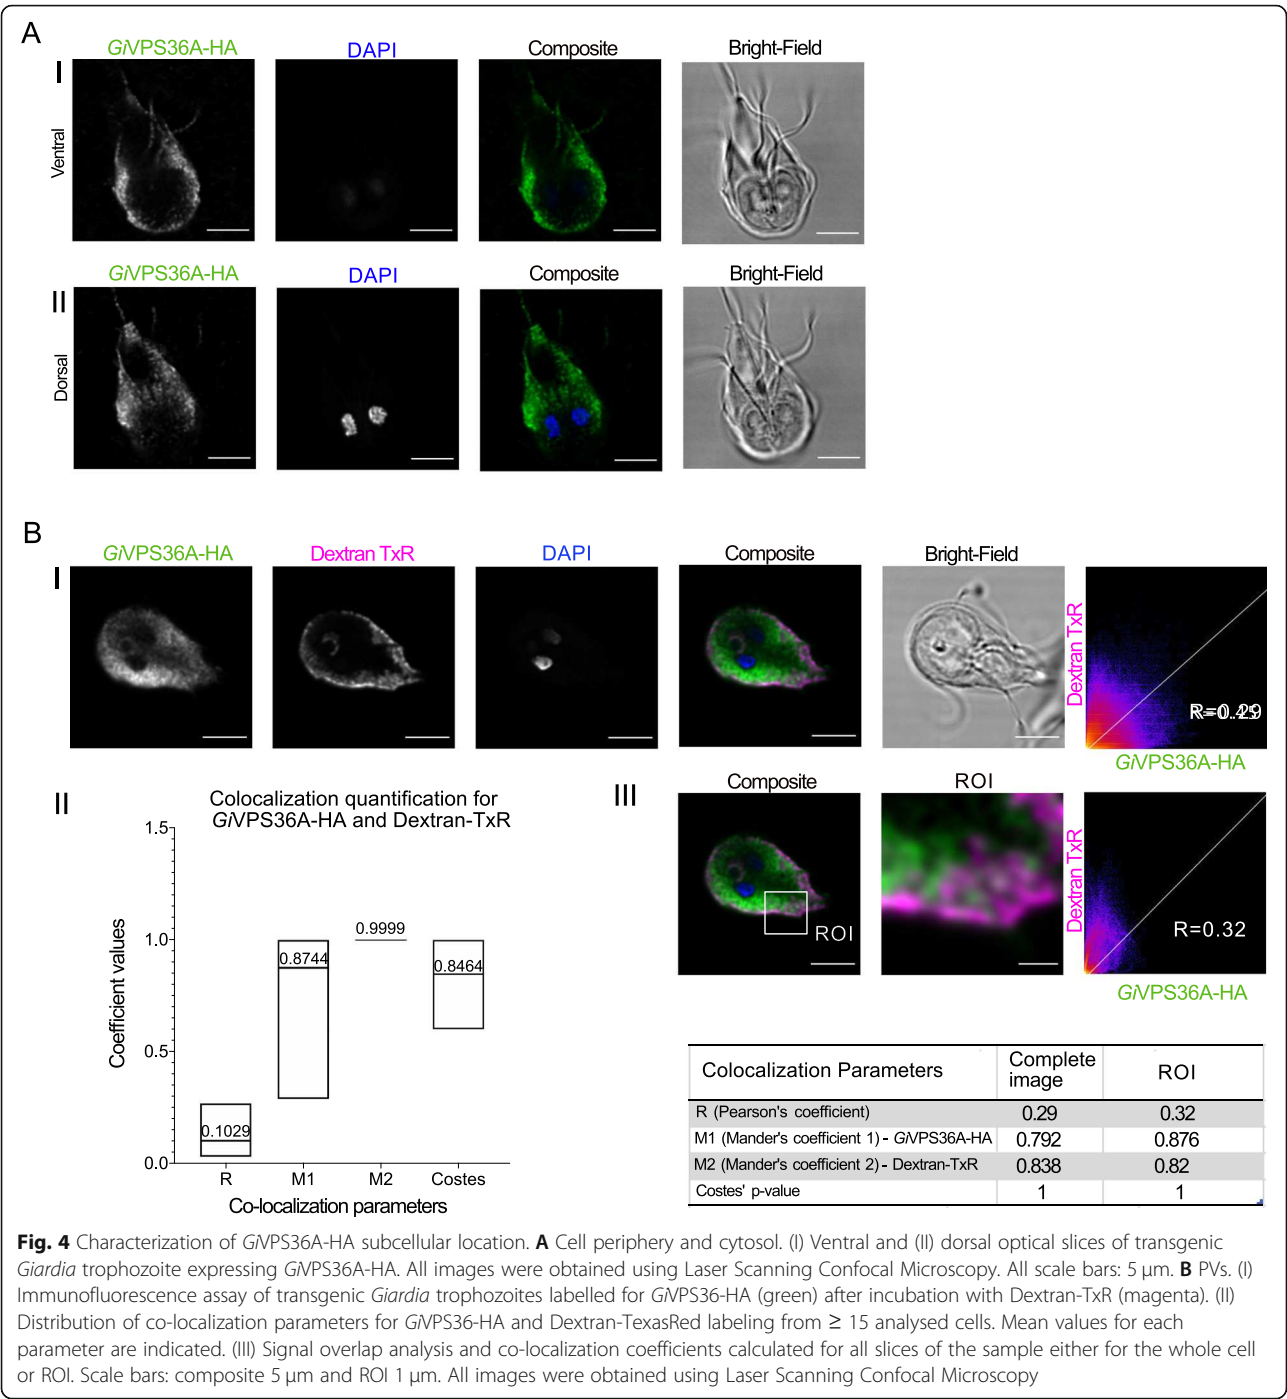 A
GiVPS36A-HA
DAPI
Composite
Bright-Field
I
Ventral
GiVPS36A-HA
DAPI
Composite
Bright-Field
II
Dorsal
B
GiVPS36A-HA
Dextran TxR
DAPI
Composite
Bright-Field
I
Dextran TxR
GiVPS36A-HA
II
Colocalization quantification for
GiVPS36A-HA and Dextran-TxR
Coefficient values
1.5
1.0
0.5
0.0
0.1029
0.8744
0.9999
0.8464
R M1 M2 Costes
Co-localization parameters
III
Composite
ROI
ROI
Dextran TxR
R=0.32
GiVPS36A-HA
Colocalization Parameters Complete image ROI
R (Pearson's coefficient) 0.29 0.32
M1 (Mander's coefficient 1) - GiVPS36A-HA 0.792 0.876
M2 (Mander's coefficient 2) - Dextran-TxR 0.838 0.82
Costes' p-value 1 1
Fig. 4 Characterization of GiVPS36A-HA subcellular location. A Cell periphery and cytosol. (I) Ventral and (II) dorsal optical slices of transgenic
Giardia trophozoite expressing GiVPS36A-HA. All images were obtained using Laser Scanning Confocal Microscopy. All scale bars: 5 µm. B PVs. (I)
Immunofluorescence assay of transgenic Giardia trophozoites labelled for GiVPS36-HA (green) after incubation with Dextran-TxR (magenta). (II)
Distribution of co-localization parameters for GiVPS36-HA and Dextran-TexasRed labeling from ≥ 15 analysed cells. Mean values for each
parameter are indicated. (III) Signal overlap analysis and co-localization coefficients calculated for all slices of the sample either for the whole cell
or ROI. Scale bars: composite 5 µm and ROI 1 µm. All images were obtained using Laser Scanning Confocal Microscopy